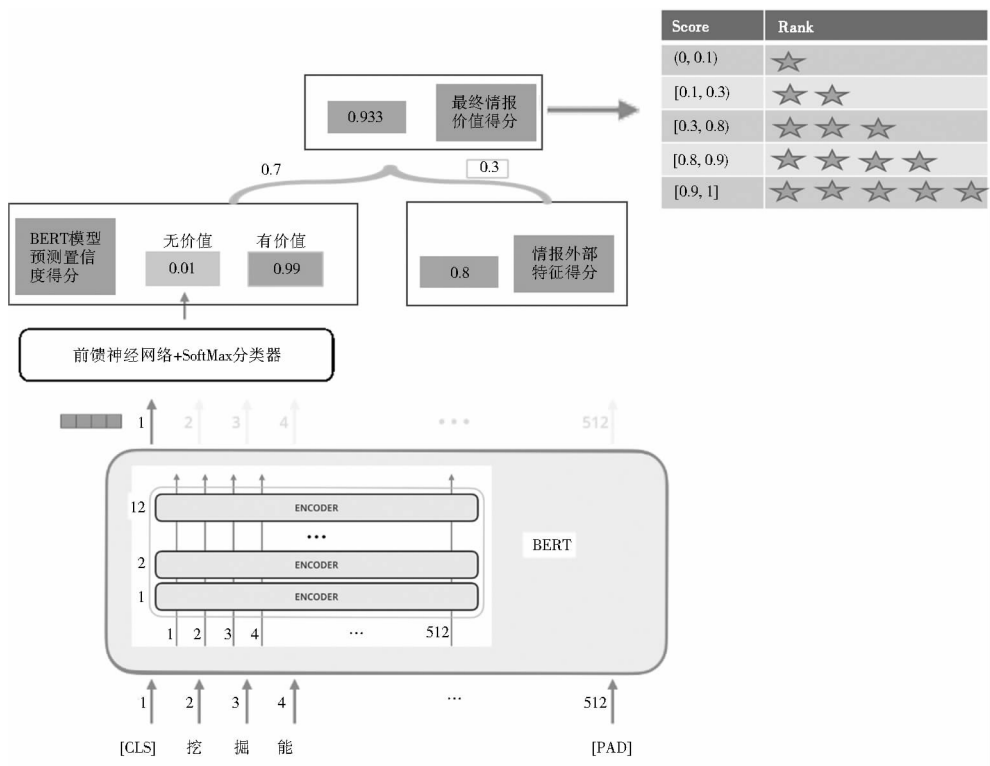 Score Rank
(0, 0.1)
[0.1, 0.3)
[0.3, 0.8)
[0.8, 0.9)
[0.9, 1]
0.933
最终情报
价值得分
0.7
0.3
BERT模型
预测置信
度得分
无价值
有价值
0.01
0.99
0.8
情报外部
特征得分
前馈神经网络+SoftMax分类器
1 2 3 4 ••• 512
12 ENCODER
•••
2 ENCODER
1 ENCODER
BERT
1 2 3 4 ... 512
1 2 3 4 ... 512
[CLS] 挖 掘 能 [PAD]